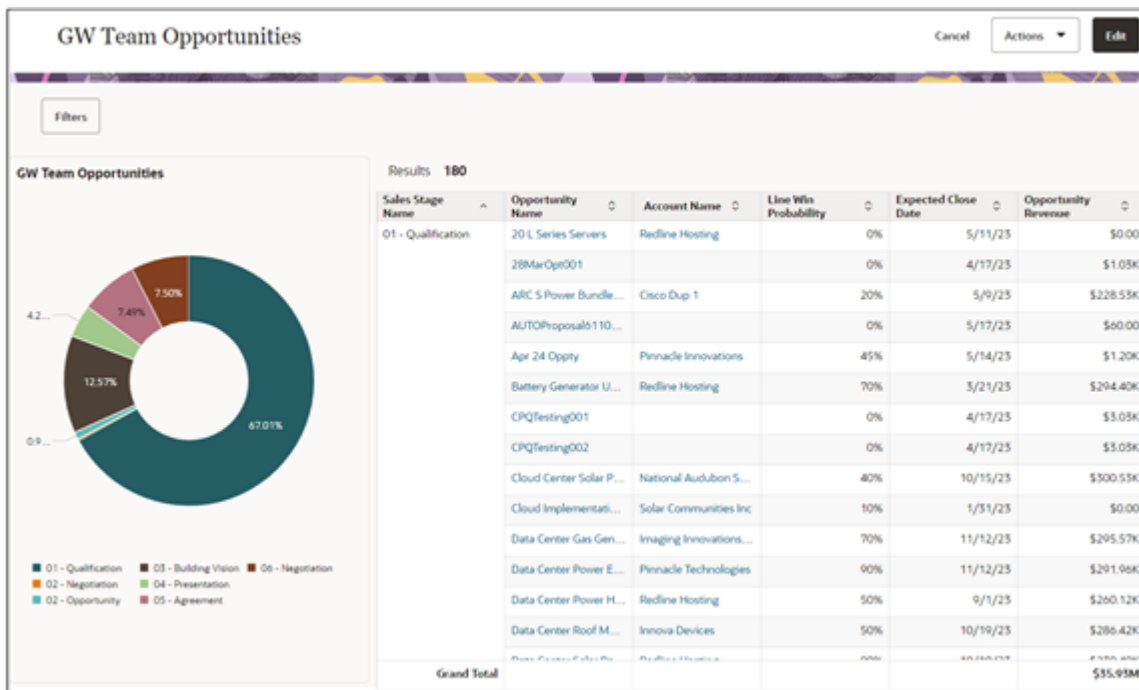 GW Team Opportunities
Cancel Actions Edit
Filters
GW Team Opportunities
7.50%
7.49%
4.2...
12.57%
67.01%
0.9...
01 - Qualification 03 - Building Vision 06 - Negotiation
02 - Negotiation 04 - Presentation
02 - Opportunity 05 - Agreement
Results 180
Sales Stage Name Opportunity Name Account Name Line Win Probability Expected Close Date Opportunity Revenue
01 - Qualification 20 L Series Servers Redline Hosting 0% 5/11/23 $0.00
28MarOpt001 0% 4/17/23 $1.03K
ARC S Power Bundle... Cisco Dup 1 20% 5/9/23 $228.53K
AUTOProposal6110... 0% 5/17/23 $60.00
Apr 24 Oppty Pinnacle Innovations 45% 5/14/23 $1.20K
Battery Generator U... Redline Hosting 70% 3/21/23 $294.40K
CPQTesting001 0% 4/17/23 $3.03K
CPQTesting002 0% 4/17/23 $3.03K
Cloud Center Solar P... National Audubon S... 40% 10/15/23 $300.53K
Cloud Implementati... Solar Communities Inc 10% 1/31/23 $0.00
Data Center Gas Gen... Imaging Innovations... 70% 11/12/23 $295.57K
Data Center Power E... Pinnacle Technologies 90% 11/12/23 $291.96K
Data Center Power H... Redline Hosting 50% 9/1/23 $260.12K
Data Center Roof M... Innova Devices 50% 10/19/23 $286.42K
Grand Total $35.93M